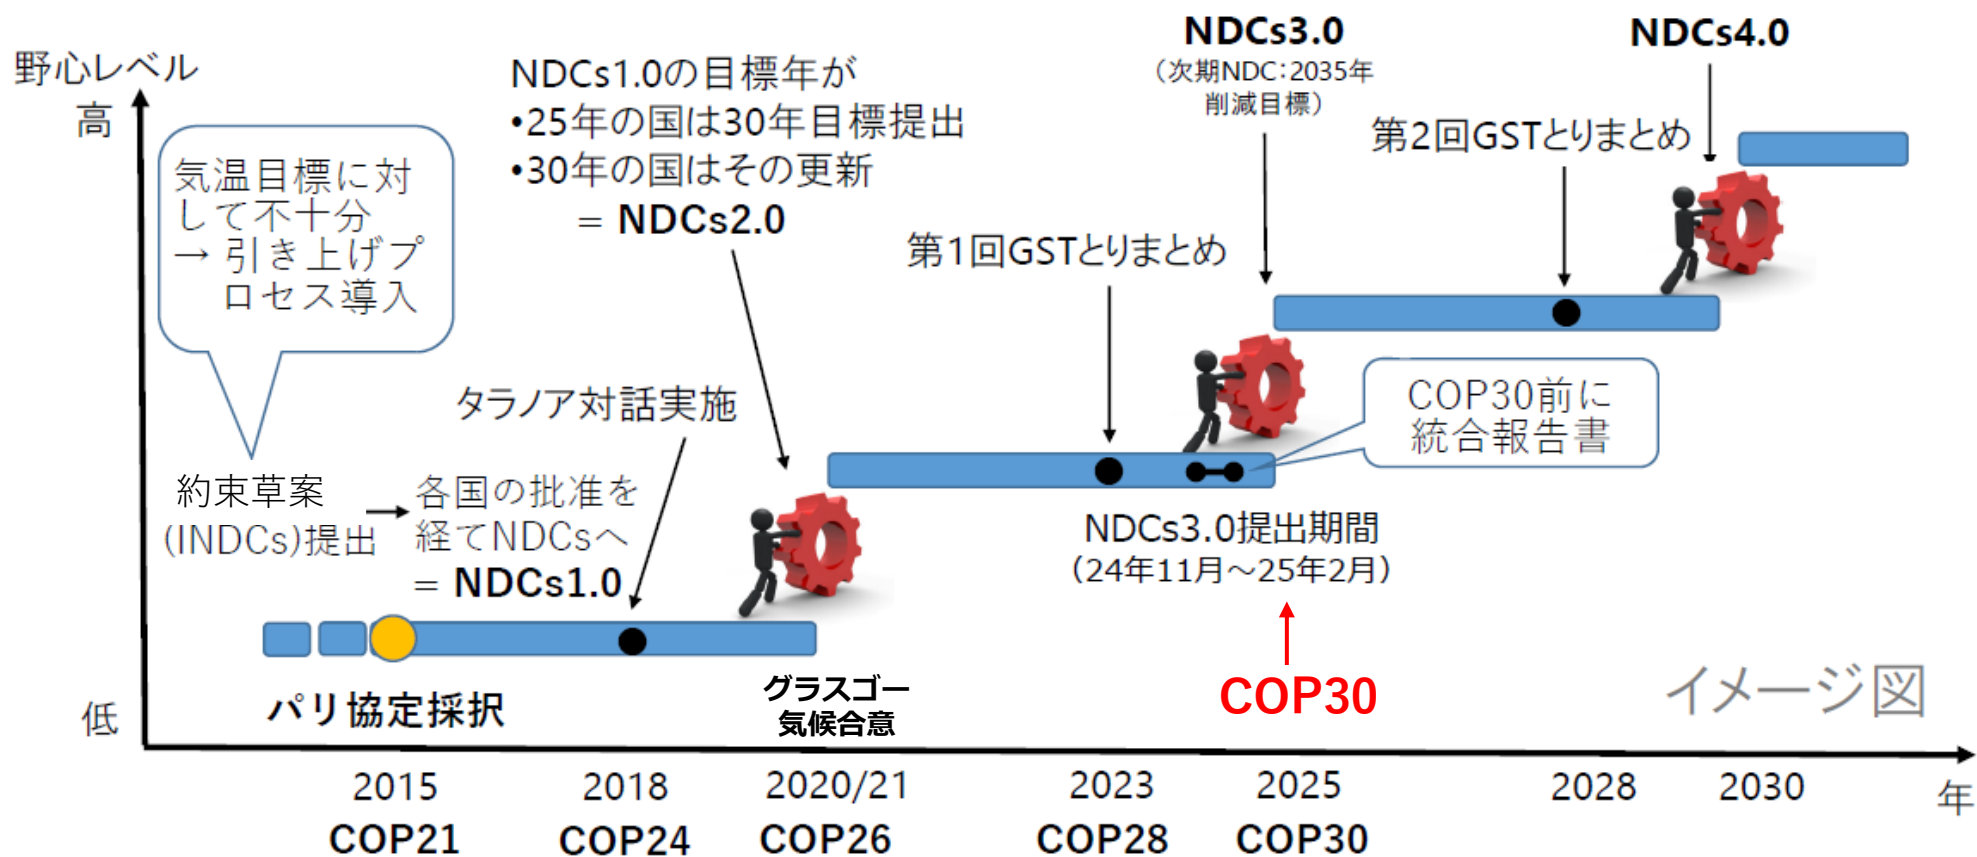 野心レベル
高
気温目標に対
して不十分
→ 引き上げプ
ロセス導入
NDCs1.0の目標年が
•25年の国は30年目標提出
•30年の国はその更新
= NDCs2.0
NDCs3.0
（次期NDC：2035年
削減目標）
NDCs4.0
第2回GSTとりまとめ
第1回GSTとりまとめ
タラノア対話実施
COP30前に
統合報告書
約束草案
(INDCs)提出
各国の批准を
経てNDCsへ
= NDCs1.0
NDCs3.0提出期間
（24年11月～25年2月）
COP30
イメージ図
低
パリ協定採択
グラスゴー
気候合意
2015
COP21
2018
COP24
2020/21
COP26
2023
COP28
2025
COP30
2028
2030
年